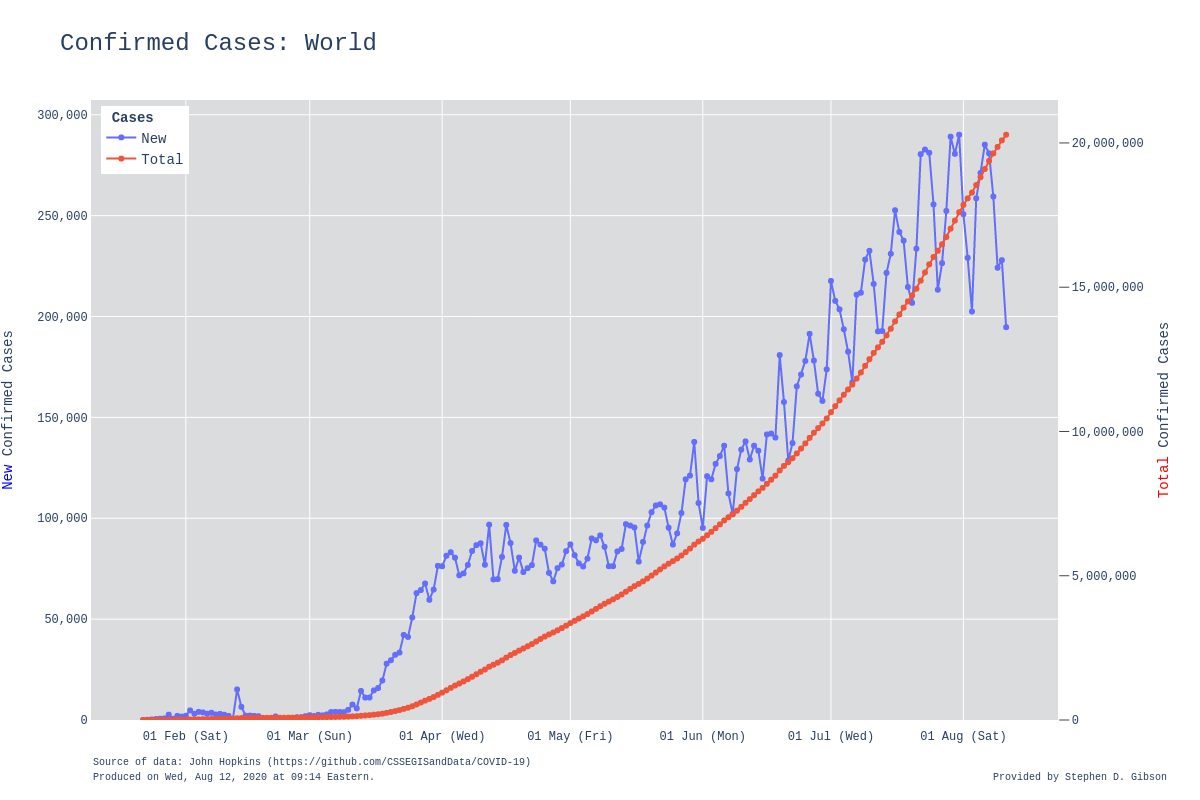 Confirmed Cases: World
Cases
New
Total
300,000
250,000
200,000
150,000
100,000
50,000
0
New Confirmed Cases
20,000,000
15,000,000
10,000,000
5,000,000
0
Total Confirmed Cases
01 Feb (Sat) 01 Mar (Sun) 01 Apr (Wed) 01 May (Fri) 01 Jun (Mon) 01 Jul (Wed) 01 Aug (Sat)
Source of data: John Hopkins (https://github.com/CSSEGISandData/COVID-19)
Produced on Wed, Aug 12, 2020 at 09:14 Eastern.
Provided by Stephen D. Gibson